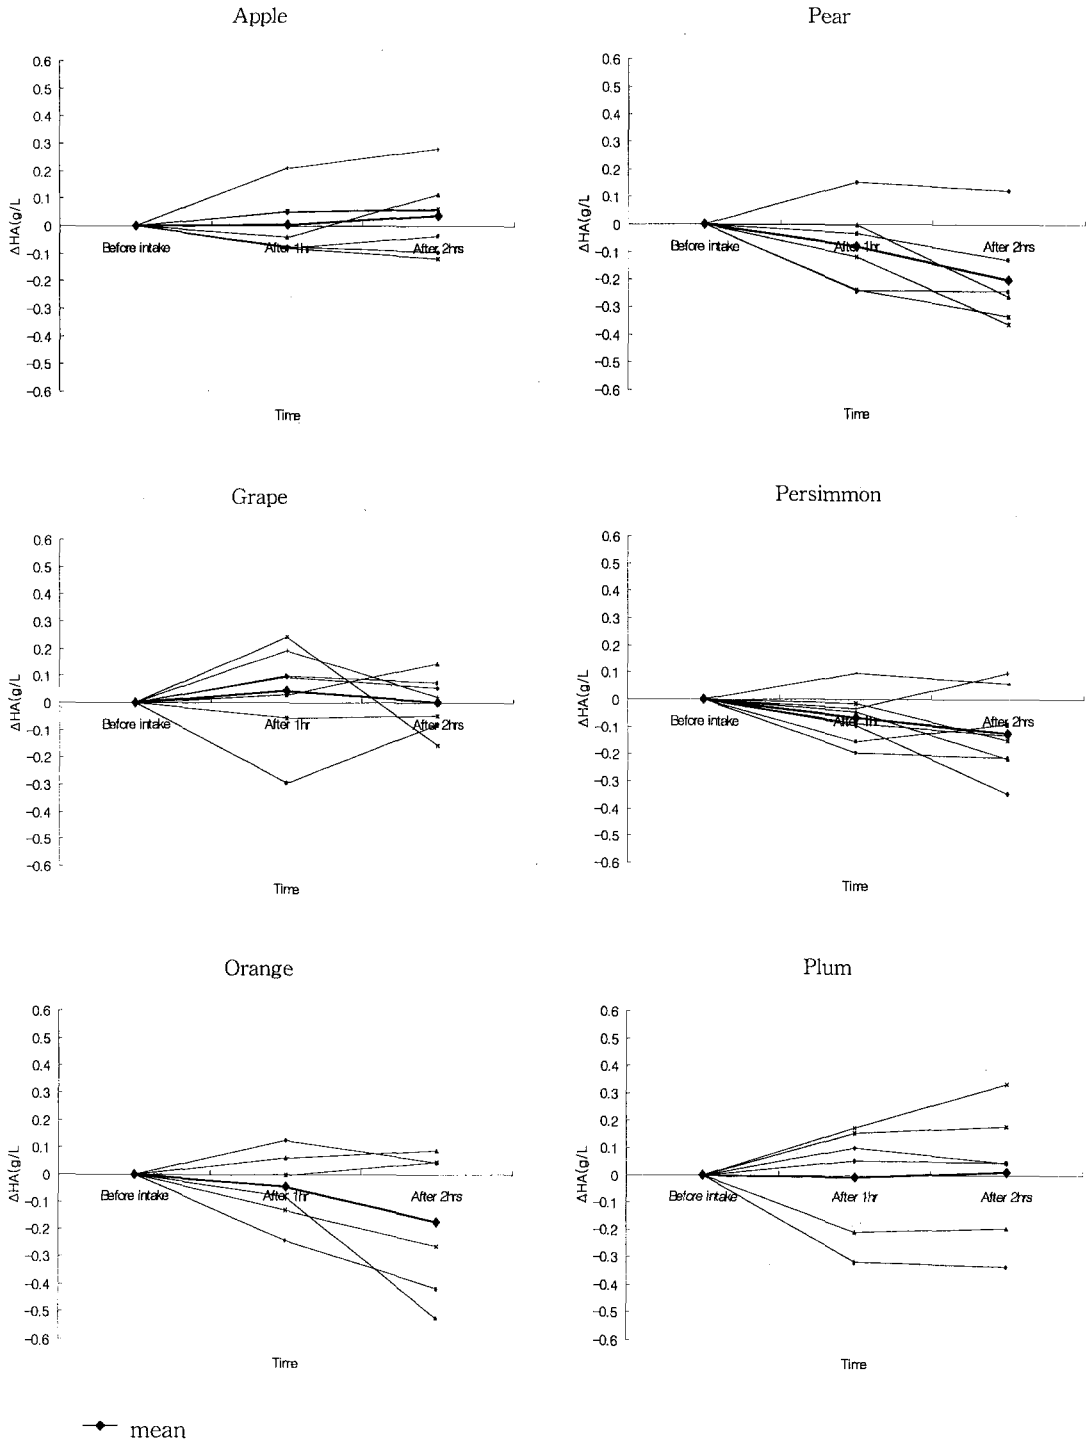 Apple
0.6
0.5
0.4
0.3
0.2
0.1
0
-0.1
-0.2
-0.3
-0.4
-0.5
-0.6
ΔHA(g/L
Before intake
After 1hr
After 2hrs
Time
Pear
0.6
0.5
0.4
0.3
0.2
0.1
0
-0.1
-0.2
-0.3
-0.4
-0.5
-0.6
ΔHA(g/L
Before intake
After 1hr
After 2hrs
Time
Grape
0.6
0.5
0.4
0.3
0.2
0.1
0
-0.1
-0.2
-0.3
-0.4
-0.5
-0.6
ΔHA(g/L
Before intake
After 1hr
After 2hrs
Time
Persimmon
0.6
0.5
0.4
0.3
0.2
0.1
0
-0.1
-0.2
-0.3
-0.4
-0.5
-0.6
ΔHA(g/L
Before intake
After 1hr
After 2hrs
Time
Orange
0.6
0.5
0.4
0.3
0.2
0.1
0
-0.1
-0.2
-0.3
-0.4
-0.5
-0.6
ΔHA(g/L
Before intake
After 1hr
After 2hrs
Time
Plum
0.6
0.5
0.4
0.3
0.2
0.1
0
-0.1
-0.2
-0.3
-0.4
-0.5
-0.6
ΔHA(g/L
Before intake
After 1hr
After 2hrs
Time
mean